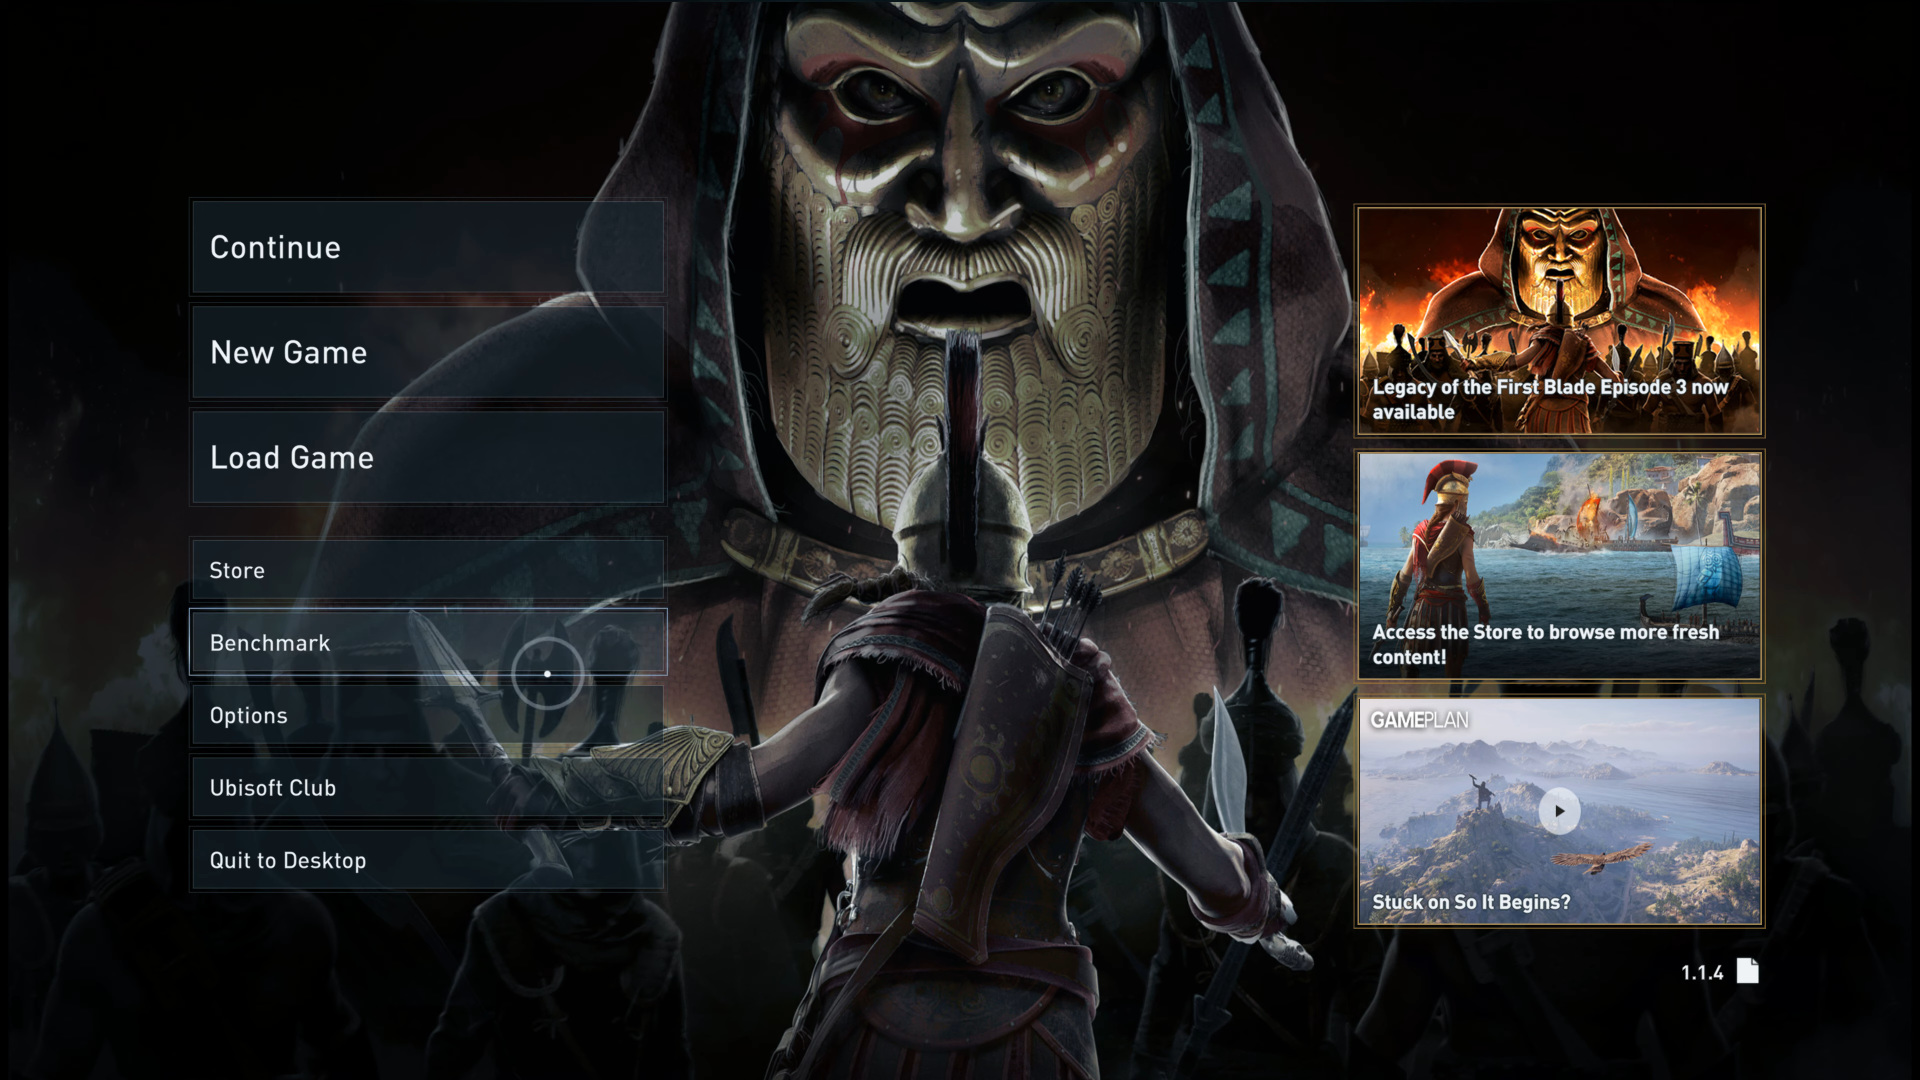 Continue
New Game
Load Game
Store
Benchmark
Options
Ubisoft Club
Quit to Desktop
Legacy of the First Blade Episode 3 now
available
Access the Store to browse more fresh
content!
GAMEPLAN
Stuck on So It Begins?
1.1.4